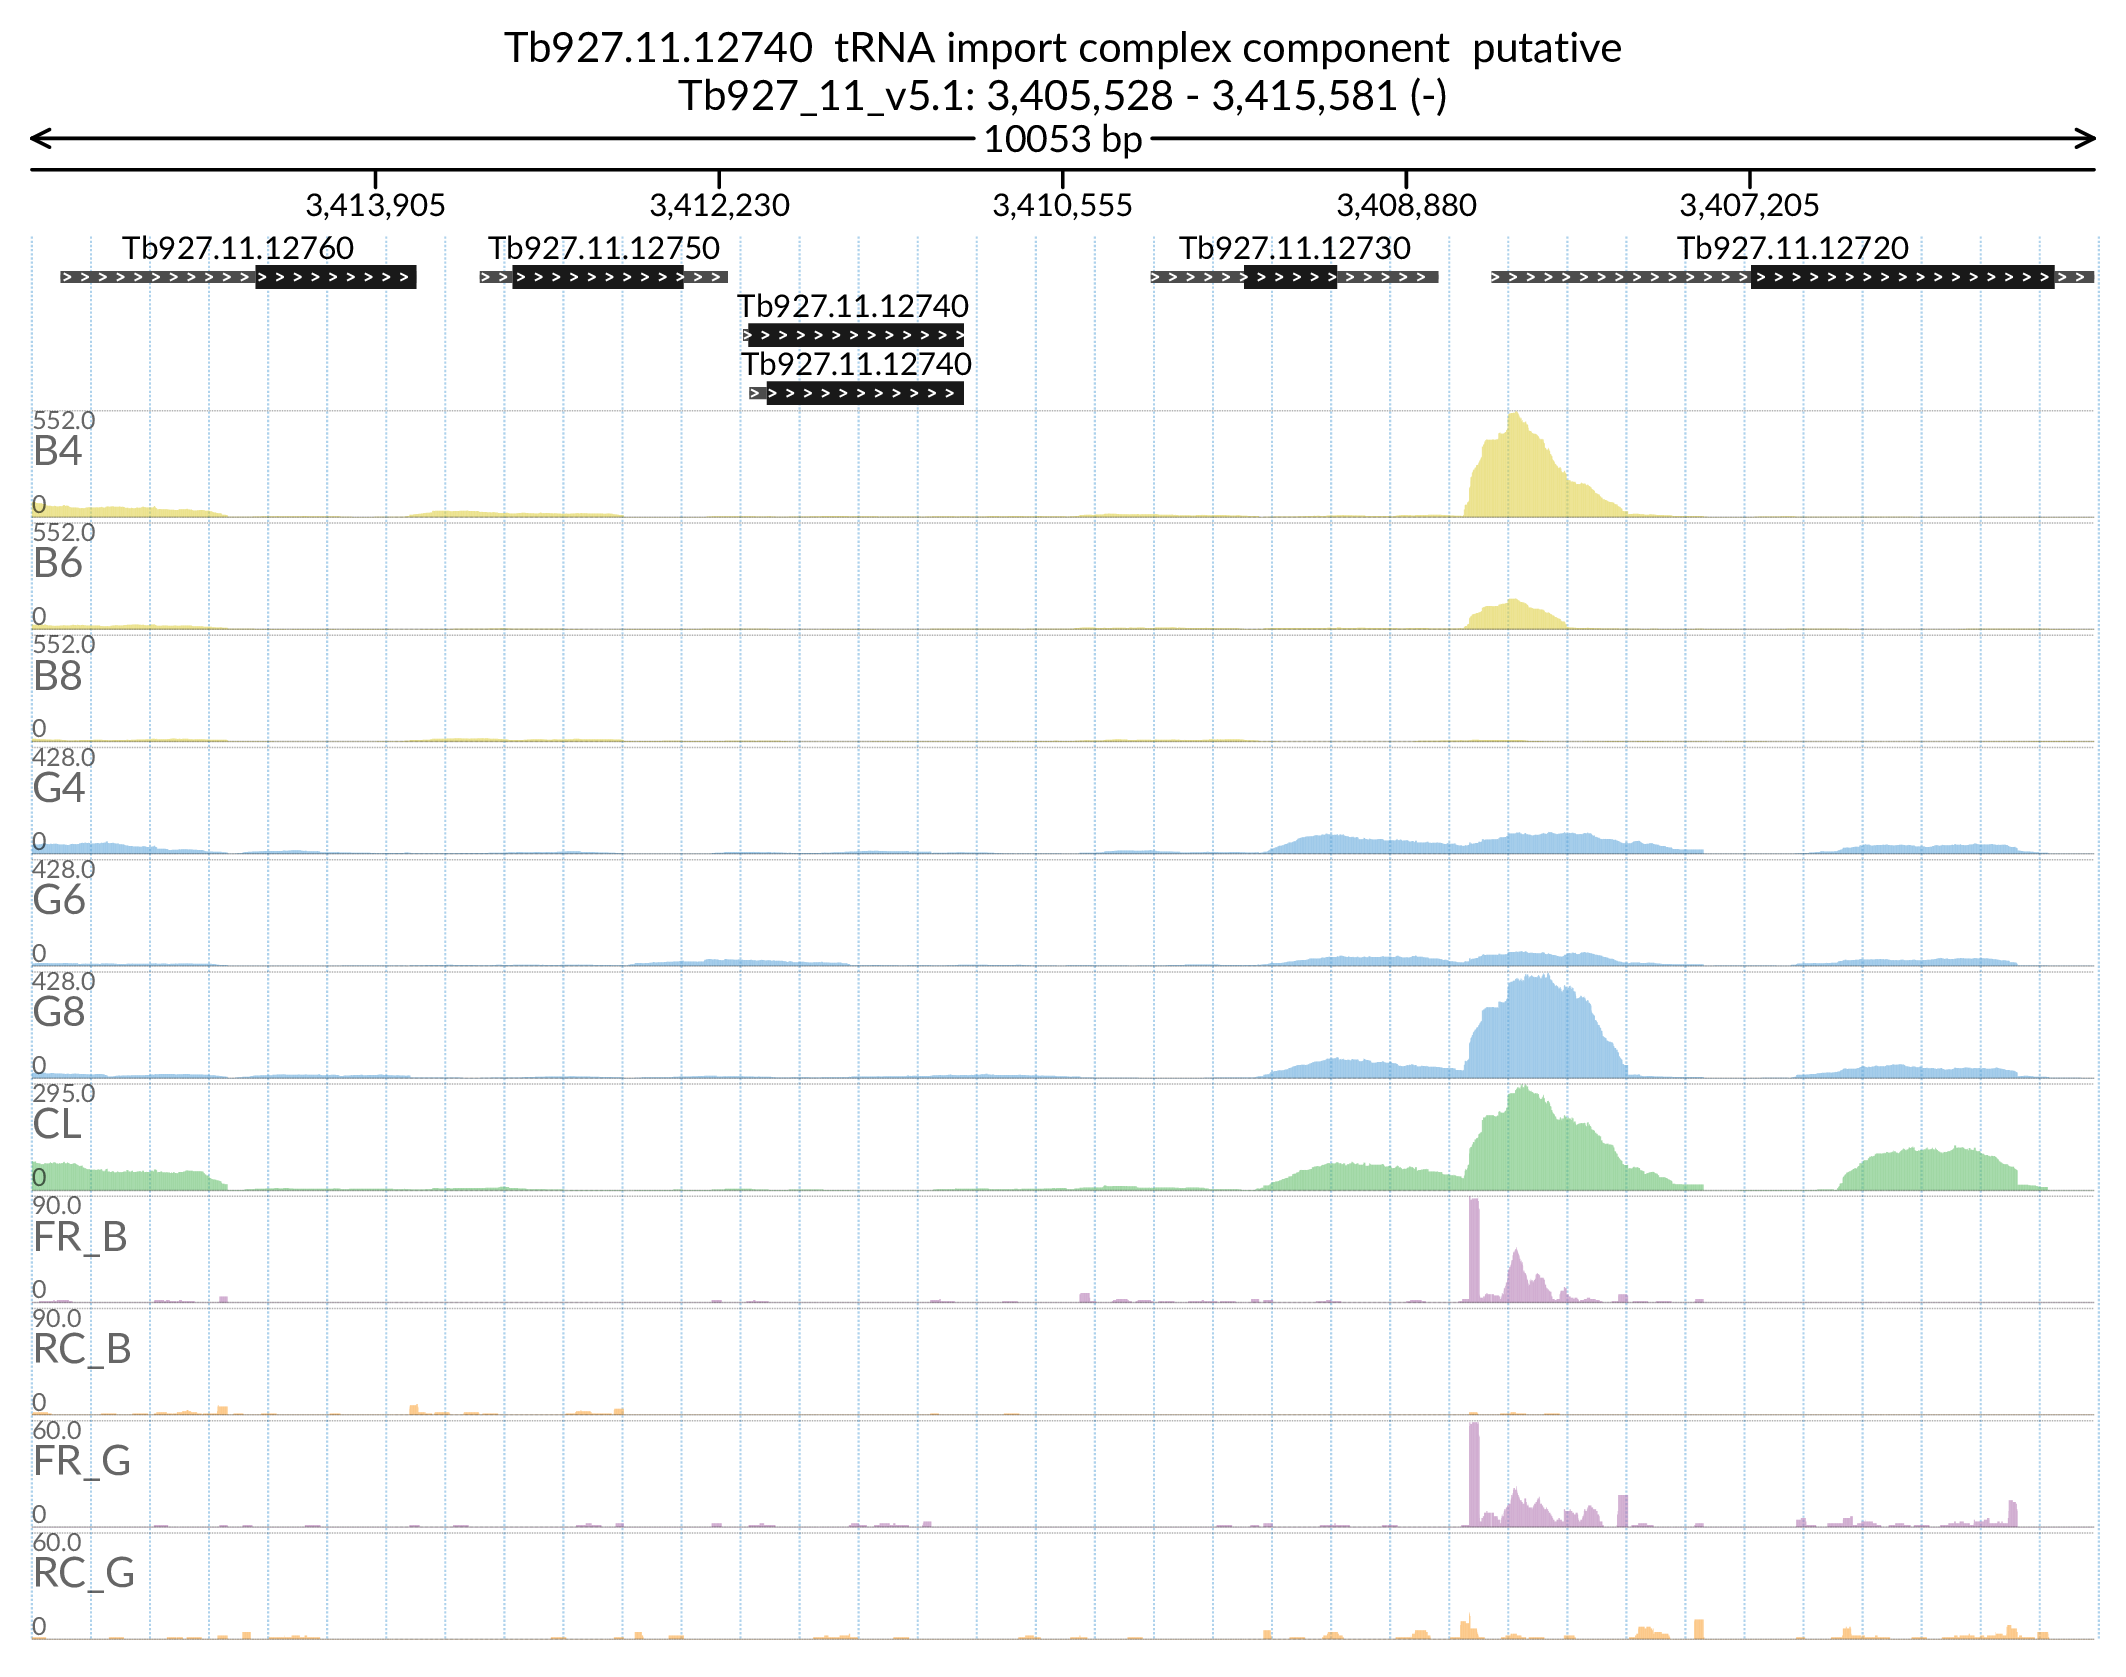 Tb927.11.12740  tRNA import complex component  putative
Tb927_11_v5.1: 3,405,528 - 3,415,581 (-)
10053 bp
3,413,905 3,412,230 3,410,555 3,408,880 3,407,205
Tb927.11.12760 Tb927.11.12750 Tb927.11.12730 Tb927.11.12720
Tb927.11.12740
Tb927.11.12740
552.0
B4
0
552.0
B6
0
552.0
B8
0
428.0
G4
0
428.0
G6
0
428.0
G8
0
295.0
CL
0
90.0
FR_B
0
90.0
RC_B
0
60.0
FR_G
0
60.0
RC_G
0